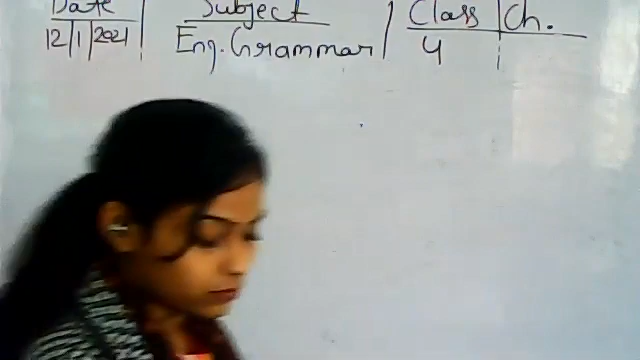 Date | Subject | Class | Ch.
12|1|2021 | Eng. Grammar | 4 |